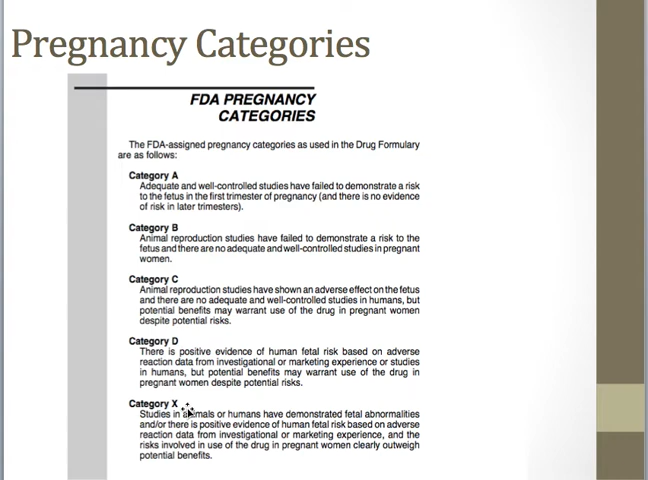 Pregnancy Categories
FDA PREGNANCY
CATEGORIES
The FDA-assigned pregnancy categories as used in the Drug Formulary
are as follows:
Category A
Adequate and well-controlled studies have failed to demonstrate a risk
to the fetus in the first trimester of pregnancy (and there is no evidence
of risk in later trimesters).
Category B
Animal reproduction studies have failed to demonstrate a risk to the
fetus and there are no adequate and well-controlled studies in pregnant
women.
Category C
Animal reproduction studies have shown an adverse effect on the fetus
and there are no adequate and well-controlled studies in humans, but
potential benefits may warrant use of the drug in pregnant women
despite potential risks.
Category D
There is positive evidence of human fetal risk based on adverse
reaction data from investigational or marketing experience or studies
in humans, but potential benefits may warrant use of the drug in
pregnant women despite potential risks.
Category X
Studies in animals or humans have demonstrated fetal abnormalities
and/or there is positive evidence of human fetal risk based on adverse
reaction data from investigational or marketing experience, and the
risks involved in use of the drug in pregnant women clearly outweigh
potential benefits.